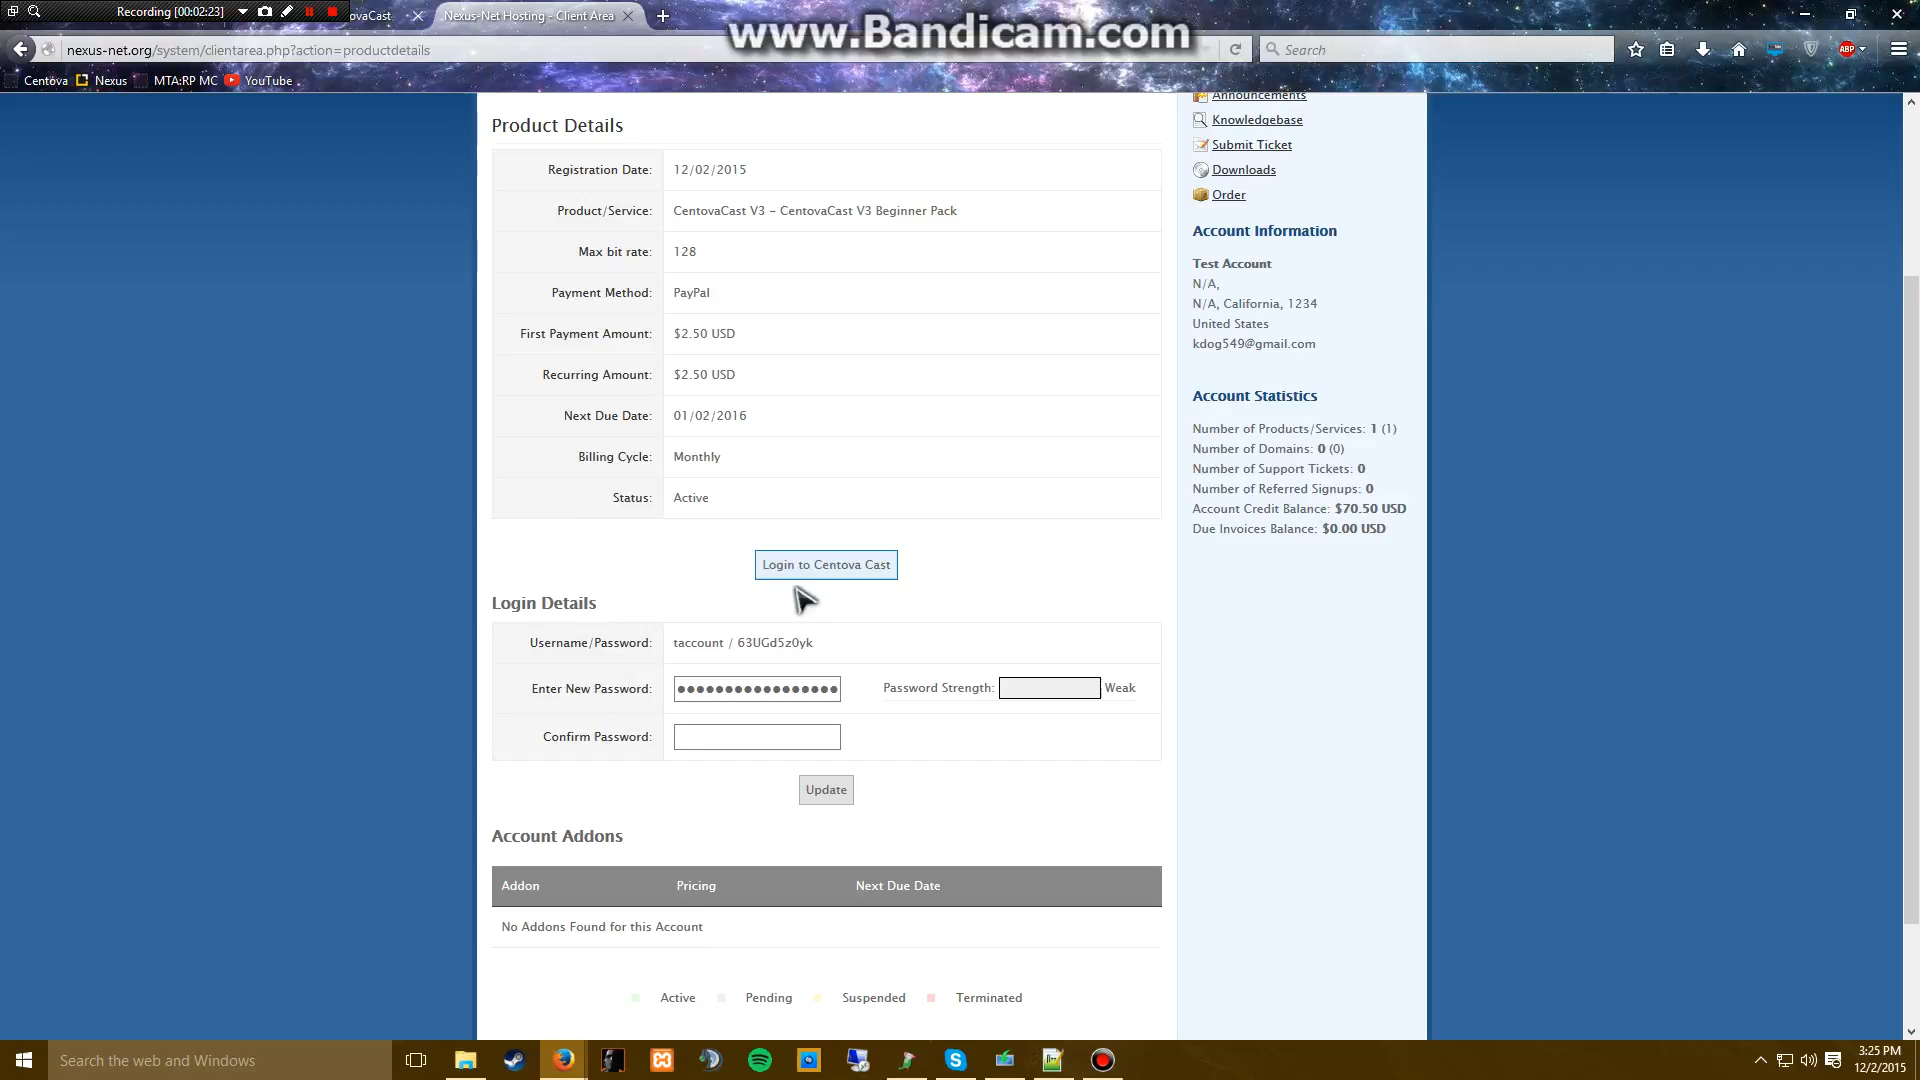 Recording [00:02:23]
ovaCast
Nexus-Net Hosting - Client Area
www.Bandicam.com
nexus-net.org/system/clientarea.php?action=productdetails
Search
ABP
Centova
Nexus
MTA:RP MC
YouTube
Product Details
Registration Date: 12/02/2015
Product/Service: CentovaCast V3 - CentovaCast V3 Beginner Pack
Max bit rate: 128
Payment Method: PayPal
First Payment Amount: $2.50 USD
Recurring Amount: $2.50 USD
Next Due Date: 01/02/2016
Billing Cycle: Monthly
Status: Active
Login to Centova Cast
Login Details
Username/Password: taccount / 63UGd5z0yk
Enter New Password:
Password Strength: Weak
Confirm Password:
Update
Account Addons
Addon Pricing Next Due Date
No Addons Found for this Account
Active Pending Suspended Terminated
Announcements
Knowledgebase
Submit Ticket
Downloads
Order
Account Information
Test Account
N/A,
N/A, California, 1234
United States
kdog549@gmail.com
Account Statistics
Number of Products/Services: 1 (1)
Number of Domains: 0 (0)
Number of Support Tickets: 0
Number of Referred Signups: 0
Account Credit Balance: $70.50 USD
Due Invoices Balance: $0.00 USD
Search the web and Windows
3:25 PM
12/2/2015